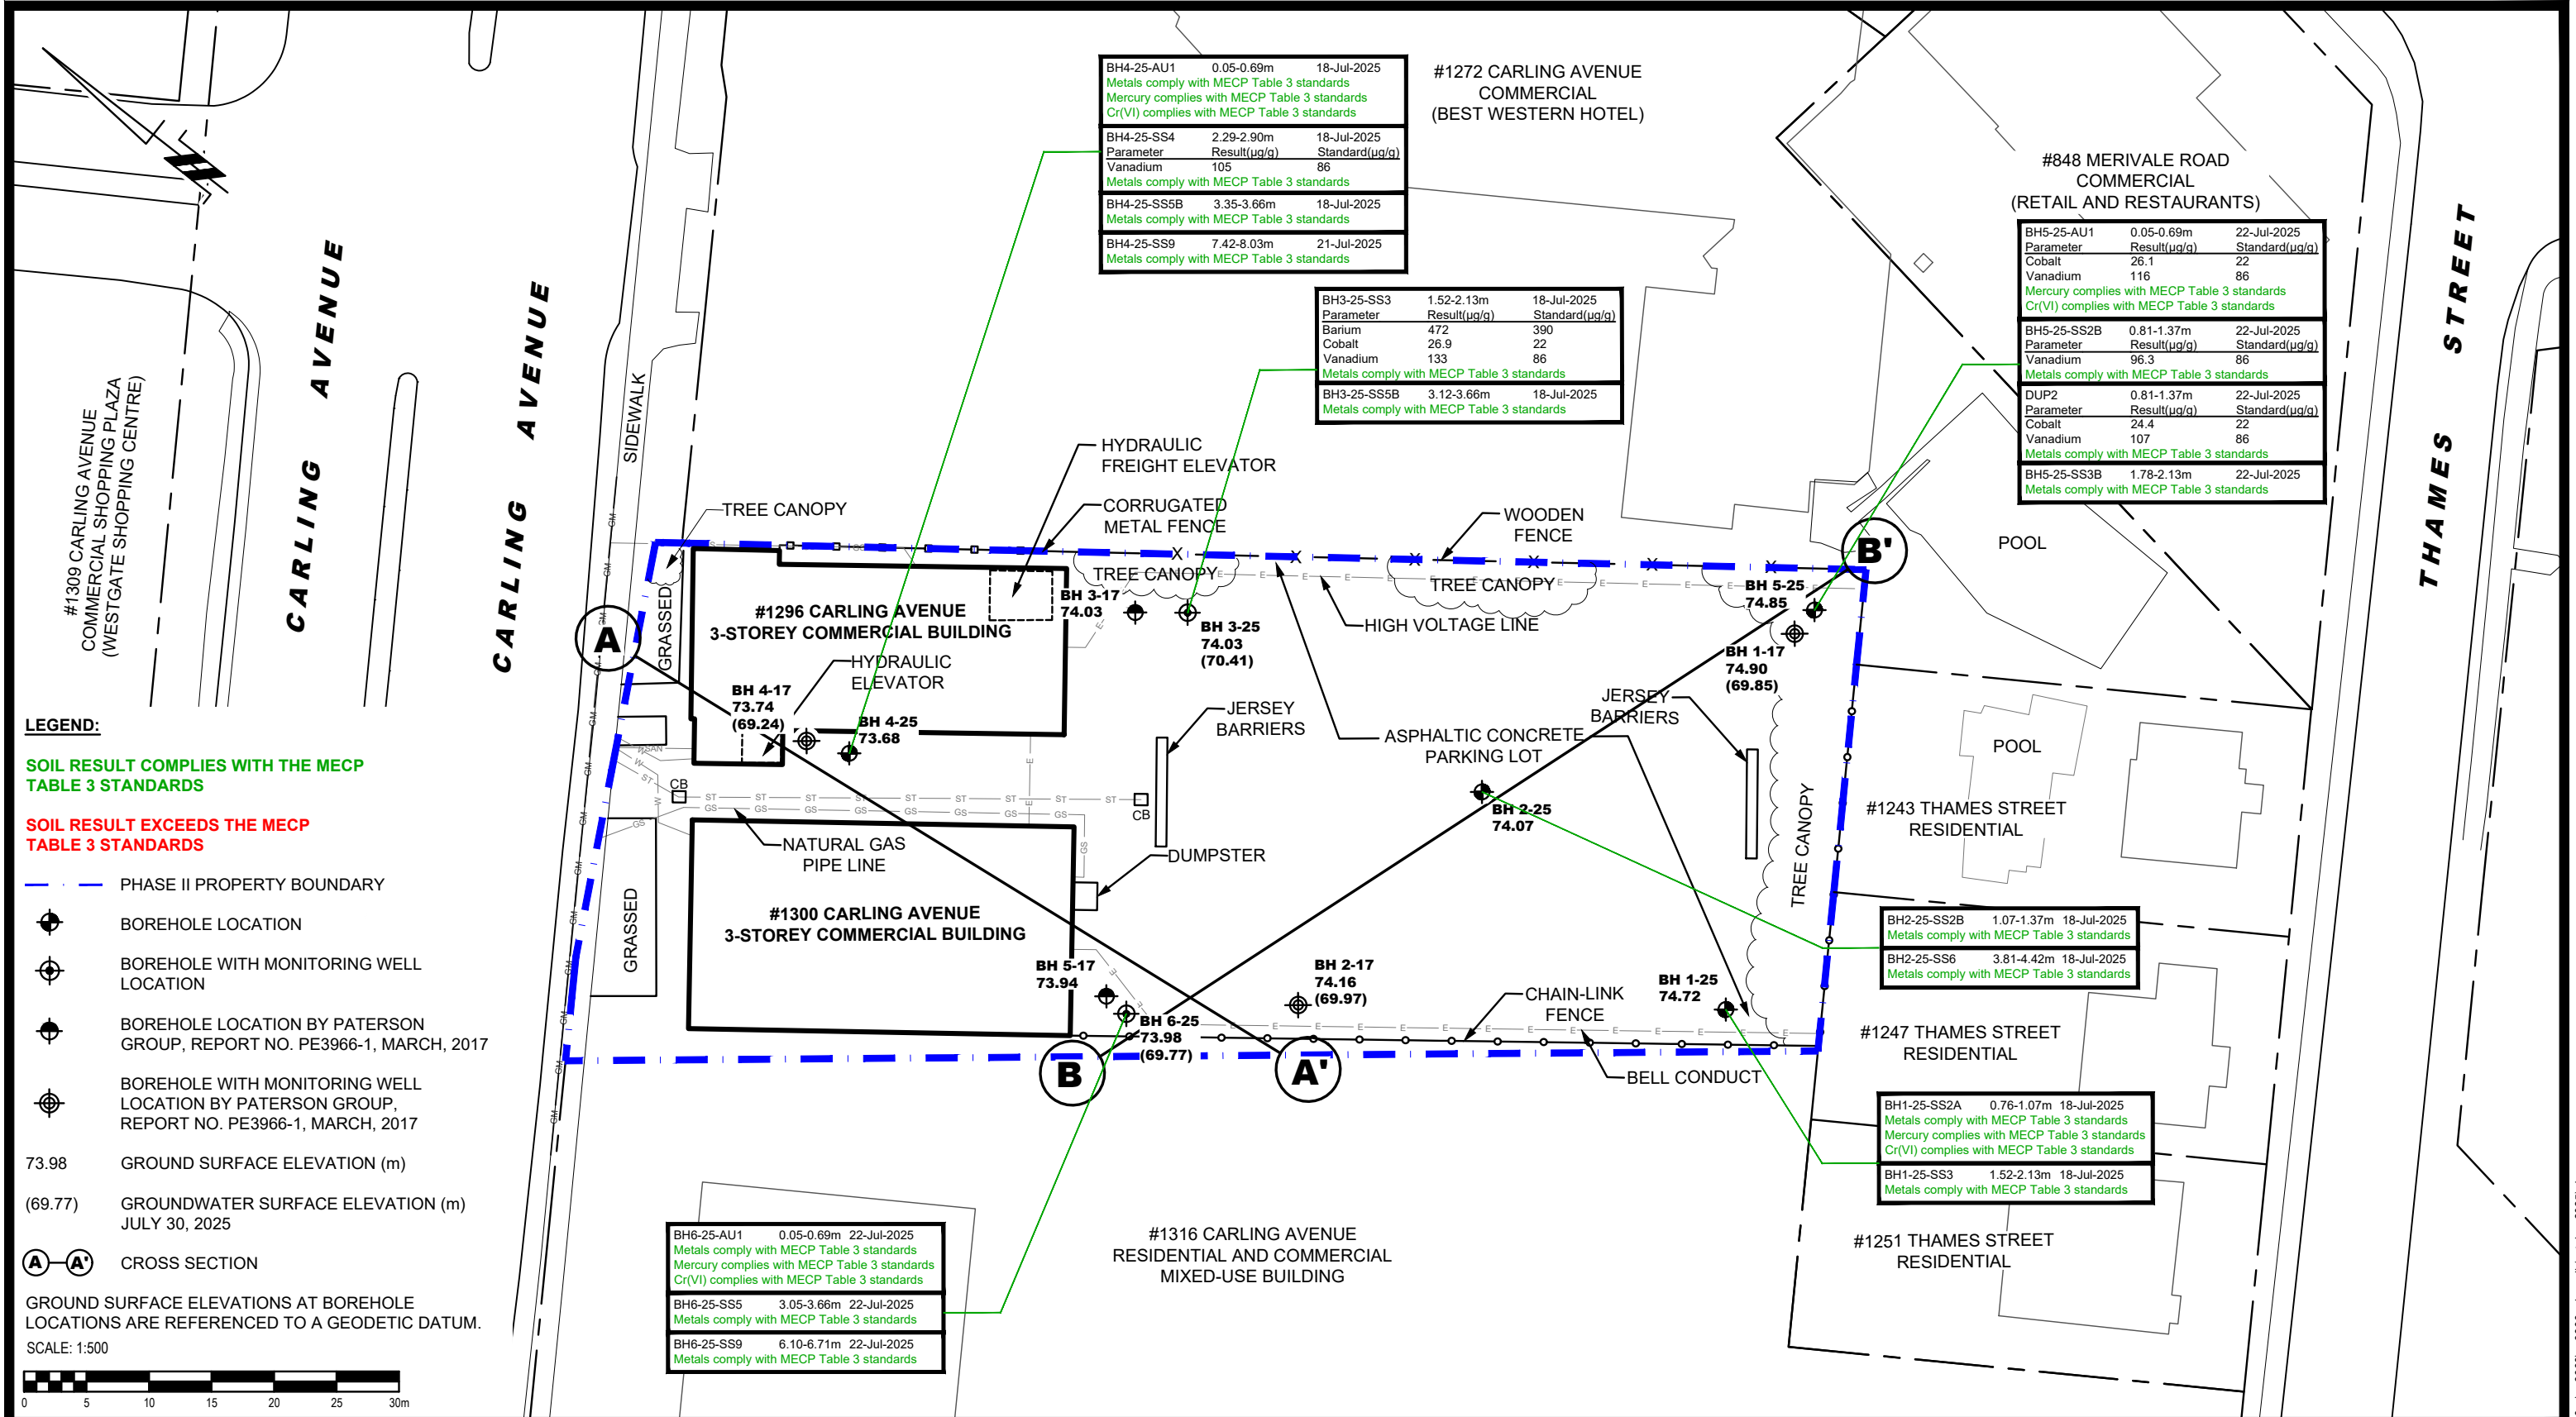 #1309 CARLING AVENUE
COMMERCIAL SHOPPING PLAZA
(WESTGATE SHOPPING CENTRE)
CARLING AVENUE
CARLING AVENUE
SIDEWALK
BH4-25-AU1 0.05-0.69m 18-Jul-2025
Metals comply with MECP Table 3 standards
Mercury complies with MECP Table 3 standards
Cr(VI) complies with MECP Table 3 standards
BH4-25-SS4 2.29-2.90m 18-Jul-2025
Parameter Result(µg/g) Standard(µg/g)
Vanadium 105 86
Metals comply with MECP Table 3 standards
BH4-25-SS5B 3.35-3.66m 18-Jul-2025
Metals comply with MECP Table 3 standards
BH4-25-SS9 7.42-8.03m 21-Jul-2025
Metals comply with MECP Table 3 standards
#1272 CARLING AVENUE
COMMERCIAL
(BEST WESTERN HOTEL)
BH3-25-SS3 1.52-2.13m 18-Jul-2025
Parameter Result(µg/g) Standard(µg/g)
Barium 472 390
Cobalt 26.9 22
Vanadium 133 86
Metals comply with MECP Table 3 standards
BH3-25-SS5B 3.12-3.66m 18-Jul-2025
Metals comply with MECP Table 3 standards
#848 MERIVALE ROAD
COMMERCIAL
(RETAIL AND RESTAURANTS)
BH5-25-AU1 0.05-0.69m 22-Jul-2025
Parameter Result(µg/g) Standard(µg/g)
Cobalt 26.1 22
Vanadium 116 86
Mercury complies with MECP Table 3 standards
Cr(VI) complies with MECP Table 3 standards
BH5-25-SS2B 0.81-1.37m 22-Jul-2025
Parameter Result(µg/g) Standard(µg/g)
Vanadium 96.3 86
Metals comply with MECP Table 3 standards
DUP2 0.81-1.37m 22-Jul-2025
Parameter Result(µg/g) Standard(µg/g)
Cobalt 24.4 22
Vanadium 107 86
Metals comply with MECP Table 3 standards
BH5-25-SS3B 1.78-2.13m 22-Jul-2025
Metals comply with MECP Table 3 standards
THAMES STREET
HYDRAULIC
FREIGHT ELEVATOR
TREE CANOPY
CORRUGATED
METAL FENCE
WOODEN
FENCE
POOL
B'
TREE CANOPY
TREE CANOPY
BH 3-17
74.03
BH 5-25
74.85
#1296 CARLING AVENUE
3-STOREY COMMERCIAL BUILDING
GRASSED
A
HIGH VOLTAGE LINE
BH 3-25
74.03
(70.41)
BH 1-17
74.90
(69.85)
HYDRAULIC
ELEVATOR
BH 4-17
73.74
(69.24)
BH 4-25
73.68
JERSEY
BARRIERS
JERSEY
BARRIERS
ASPHALTIC CONCRETE
PARKING LOT
POOL
CB
CB
NATURAL GAS
PIPE LINE
DUMPSTER
BH 2-25
74.07
TREE CANOPY
#1243 THAMES STREET
RESIDENTIAL
#1300 CARLING AVENUE
3-STOREY COMMERCIAL BUILDING
GRASSED
BH 5-17
73.94
BH 2-17
74.16
(69.97)
BH 1-25
74.72
BH 6-25
73.98
(69.77)
CHAIN-LINK
FENCE
BELL CONDUCT
B
A'
BH2-25-SS2B 1.07-1.37m 18-Jul-2025
Metals comply with MECP Table 3 standards
BH2-25-SS6 3.81-4.42m 18-Jul-2025
Metals comply with MECP Table 3 standards
#1247 THAMES STREET
RESIDENTIAL
BH1-25-SS2A 0.76-1.07m 18-Jul-2025
Metals comply with MECP Table 3 standards
Mercury complies with MECP Table 3 standards
Cr(VI) complies with MECP Table 3 standards
BH1-25-SS3 1.52-2.13m 18-Jul-2025
Metals comply with MECP Table 3 standards
#1251 THAMES STREET
RESIDENTIAL
#1316 CARLING AVENUE
RESIDENTIAL AND COMMERCIAL
MIXED-USE BUILDING
BH6-25-AU1 0.05-0.69m 22-Jul-2025
Metals comply with MECP Table 3 standards
Mercury complies with MECP Table 3 standards
Cr(VI) complies with MECP Table 3 standards
BH6-25-SS5 3.05-3.66m 22-Jul-2025
Metals comply with MECP Table 3 standards
BH6-25-SS9 6.10-6.71m 22-Jul-2025
Metals comply with MECP Table 3 standards
LEGEND:
SOIL RESULT COMPLIES WITH THE MECP
TABLE 3 STANDARDS
SOIL RESULT EXCEEDS THE MECP
TABLE 3 STANDARDS
PHASE II PROPERTY BOUNDARY
BOREHOLE LOCATION
BOREHOLE WITH MONITORING WELL
LOCATION
BOREHOLE LOCATION BY PATERSON
GROUP, REPORT NO. PE3966-1, MARCH, 2017
BOREHOLE WITH MONITORING WELL
LOCATION BY PATERSON GROUP,
REPORT NO. PE3966-1, MARCH, 2017
73.98 GROUND SURFACE ELEVATION (m)
(69.77) GROUNDWATER SURFACE ELEVATION (m)
JULY 30, 2025
A A' CROSS SECTION
GROUND SURFACE ELEVATIONS AT BOREHOLE
LOCATIONS ARE REFERENCED TO A GEODETIC DATUM.
SCALE: 1:500
0 5 10 15 20 25 30m